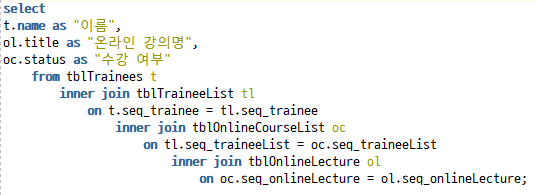 select
t.name as "이름",
ol.title as "온라인 강의명",
oc.status as "수강 여부"
from tblTrainees t
inner join tblTraineeList tl
on t.seq_trainee = tl.seq_trainee
inner join tblOnlineCourseList oc
on tl.seq_traineeList = oc.seq_traineeList
inner join tblOnlineLecture ol
on oc.seq_onlineLecture = ol.seq_onlineLecture;